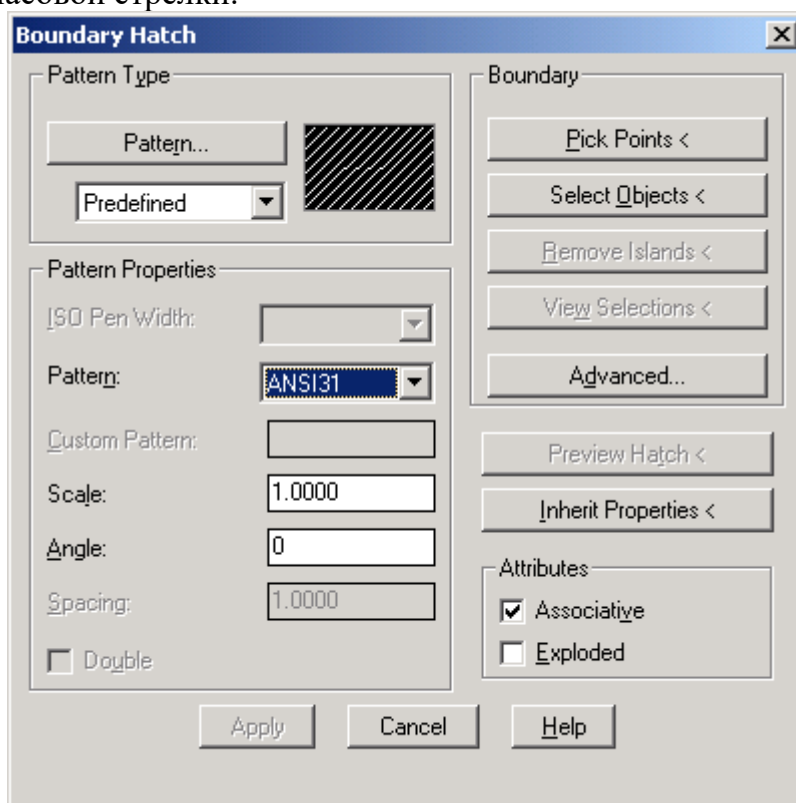 часовой стрелки.
Boundary Hatch
Pattern Type
Pattern...
Predefined
Pattern Properties
ISO Pen Width:
Pattern:
ANSI31
Custom Pattern:
Scale:
1.0000
Angle:
0
Spacing:
1.0000
Double
Boundary
Pick Points <
Select Objects <
Remove Islands <
View Selections <
Advanced...
Preview Hatch <
Inherit Properties <
Attributes
Associative
Exploded
Apply
Cancel
Help